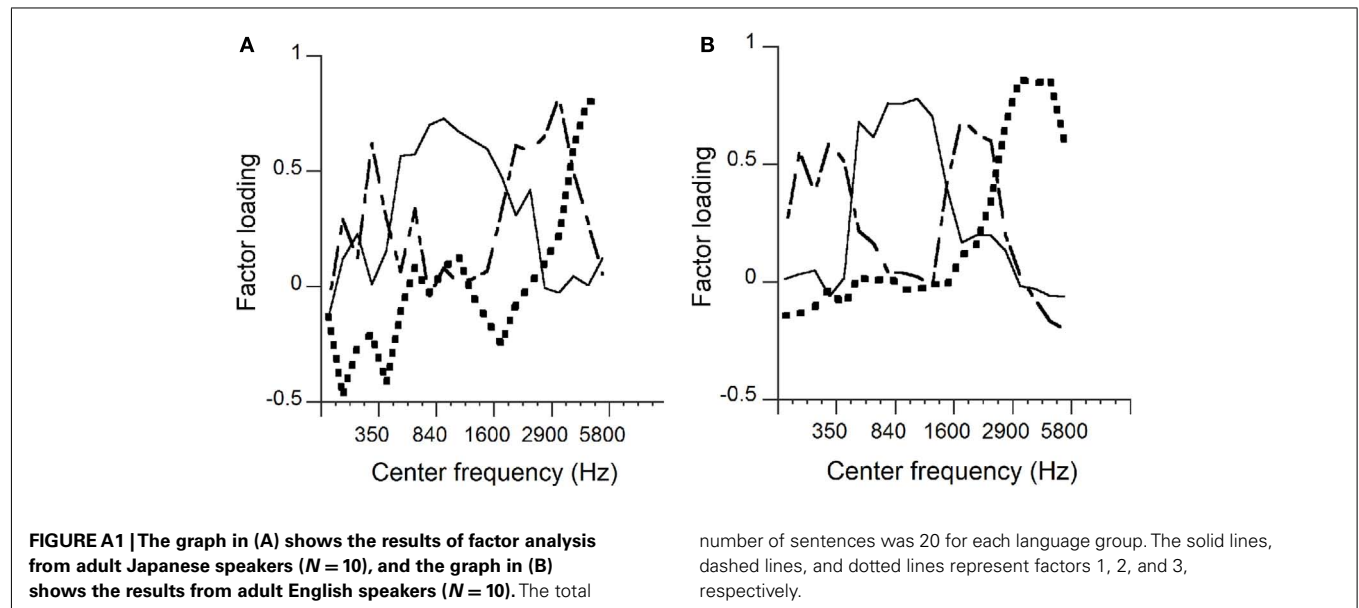 A
1
0.5
0
-0.5
Factor loading
350 840 1600 2900 5800
Center frequency (Hz)
B
1
0.5
0
-0.5
Factor loading
350 840 1600 2900 5800
Center frequency (Hz)
FIGURE A1 | The graph in (A) shows the results of factor analysis
from adult Japanese speakers (N = 10), and the graph in (B)
shows the results from adult English speakers (N = 10). The total
number of sentences was 20 for each language group. The solid lines,
dashed lines, and dotted lines represent factors 1, 2, and 3,
respectively.